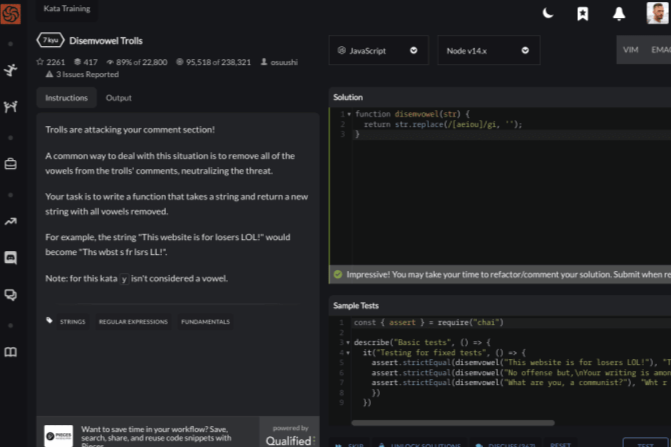 Kata Training
7 kyu
Disemvowel Trolls
2261 417 89% of 22,800 95,518 of 238,321 osuushi
3 Issues Reported
Instructions Output
Trolls are attacking your comment section!
A common way to deal with this situation is to remove all of the
vowels from the trolls' comments, neutralizing the threat.
Your task is to write a function that takes a string and return a new
string with all vowels removed.
For example, the string "This website is for losers LOL!" would
become "Ths wbst s fr lsrs LL!".
Note: for this kata y isn't considered a vowel.
STRINGS REGULAR EXPRESSIONS FUNDAMENTALS
PIECES
Want to save time in your workflow? Save,
search, share, and reuse code snippets with
Pieces
powered by
Qualified
JavaScript
Node v14.x
VIM EMA
Solution
1 function disemvowel(str) {
2 return str.replace(/[aeiou]/gi, '');
3 }
Impressive! You may take your time to refactor/comment your solution. Submit when re
Sample Tests
1 const { assert } = require("chai")
2
3 describe("Basic tests", () => {
4 it("Testing for fixed tests", () => {
5 assert.strictEqual(disemvowel("This website is for losers LOL!"), "T
6 assert.strictEqual(disemvowel("No offense but,\nYour writing is amon
7 assert.strictEqual(disemvowel("What are you, a communist?"), "Wht r
8 })
9 })
SKIP UNLOCK SOLUTIONS DISCUSS RESET TEST